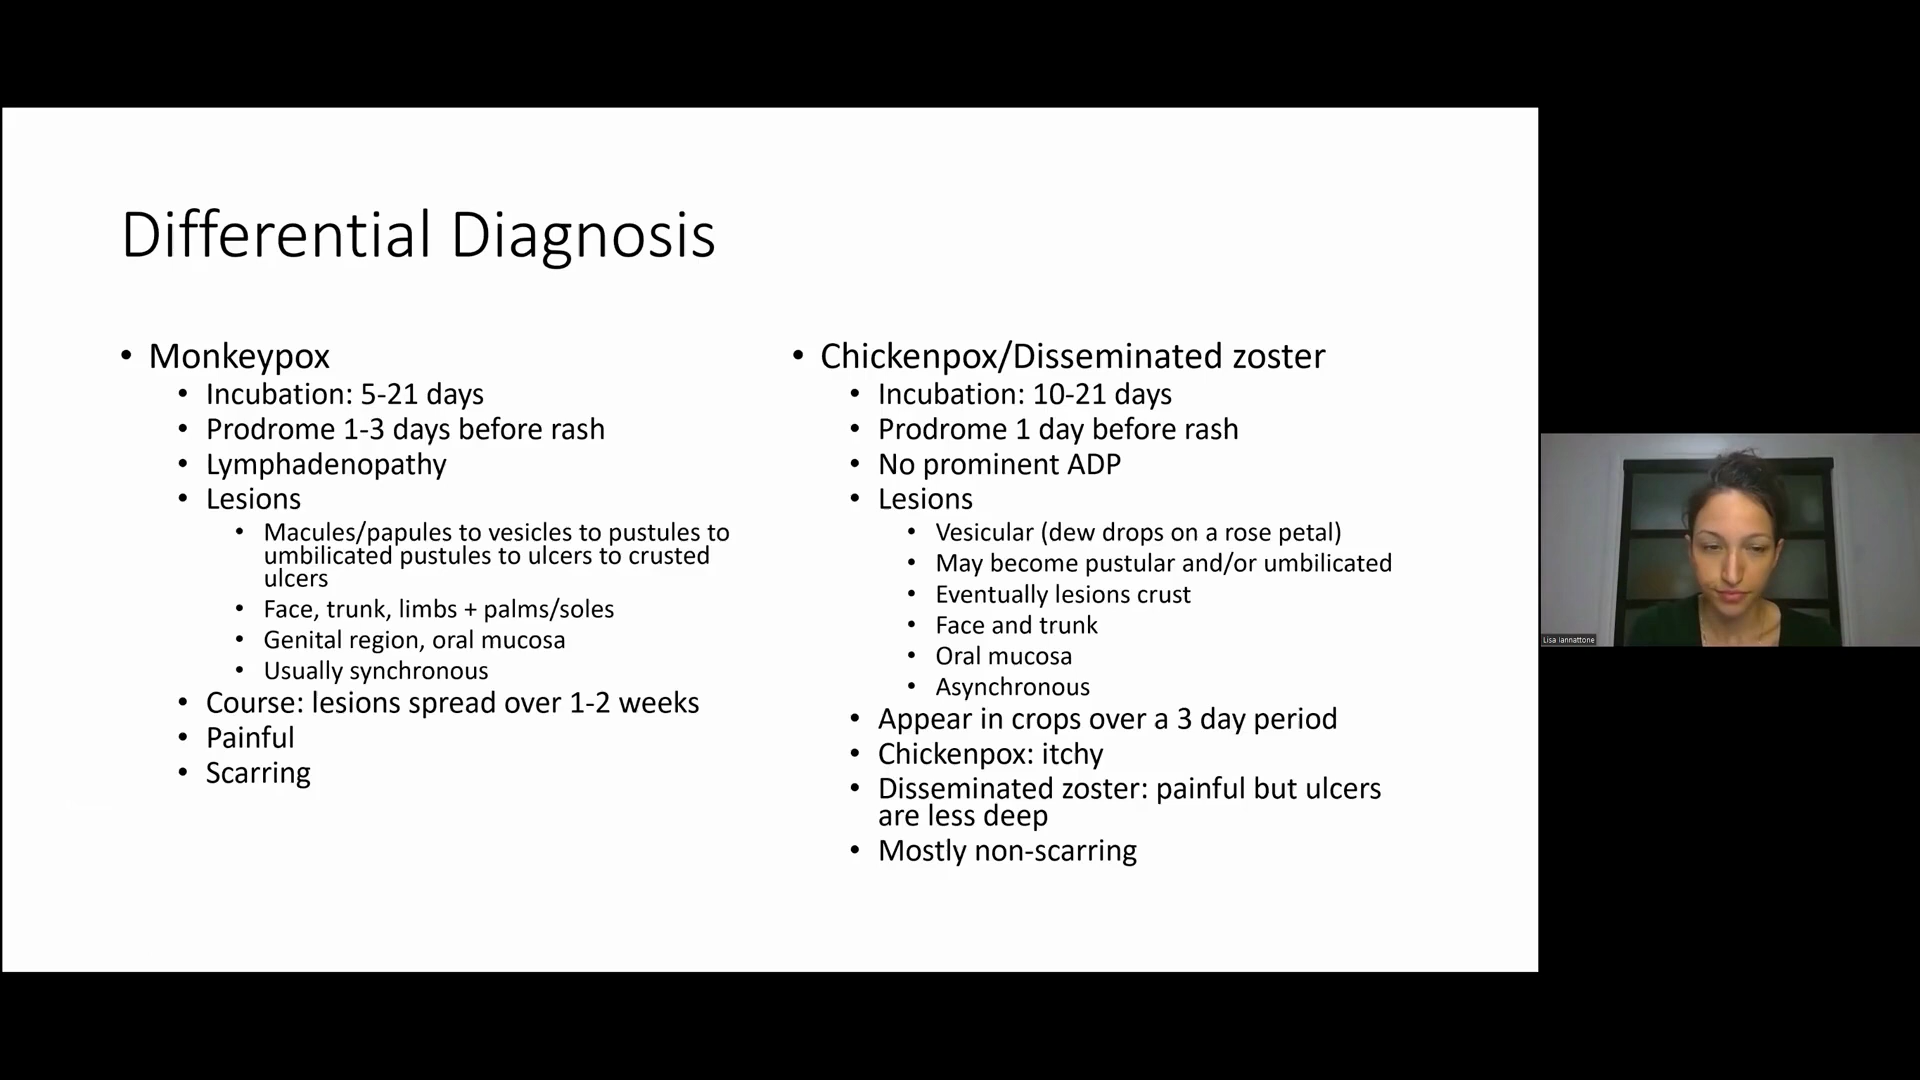 Differential Diagnosis
• Monkeypox
• Incubation: 5-21 days
• Prodrome 1-3 days before rash
• Lymphadenopathy
• Lesions
• Macules/papules to vesicles to pustules to
umbilicated pustules to ulcers to crusted
ulcers
• Face, trunk, limbs + palms/soles
• Genital region, oral mucosa
• Usually synchronous
• Course: lesions spread over 1-2 weeks
• Painful
• Scarring
• Chickenpox/Disseminated zoster
• Incubation: 10-21 days
• Prodrome 1 day before rash
• No prominent ADP
• Lesions
• Vesicular (dew drops on a rose petal)
• May become pustular and/or umbilicated
• Eventually lesions crust
• Face and trunk
• Oral mucosa
• Asynchronous
• Appear in crops over a 3 day period
• Chickenpox: itchy
• Disseminated zoster: painful but ulcers
are less deep
• Mostly non-scarring
Lisa Iannattone